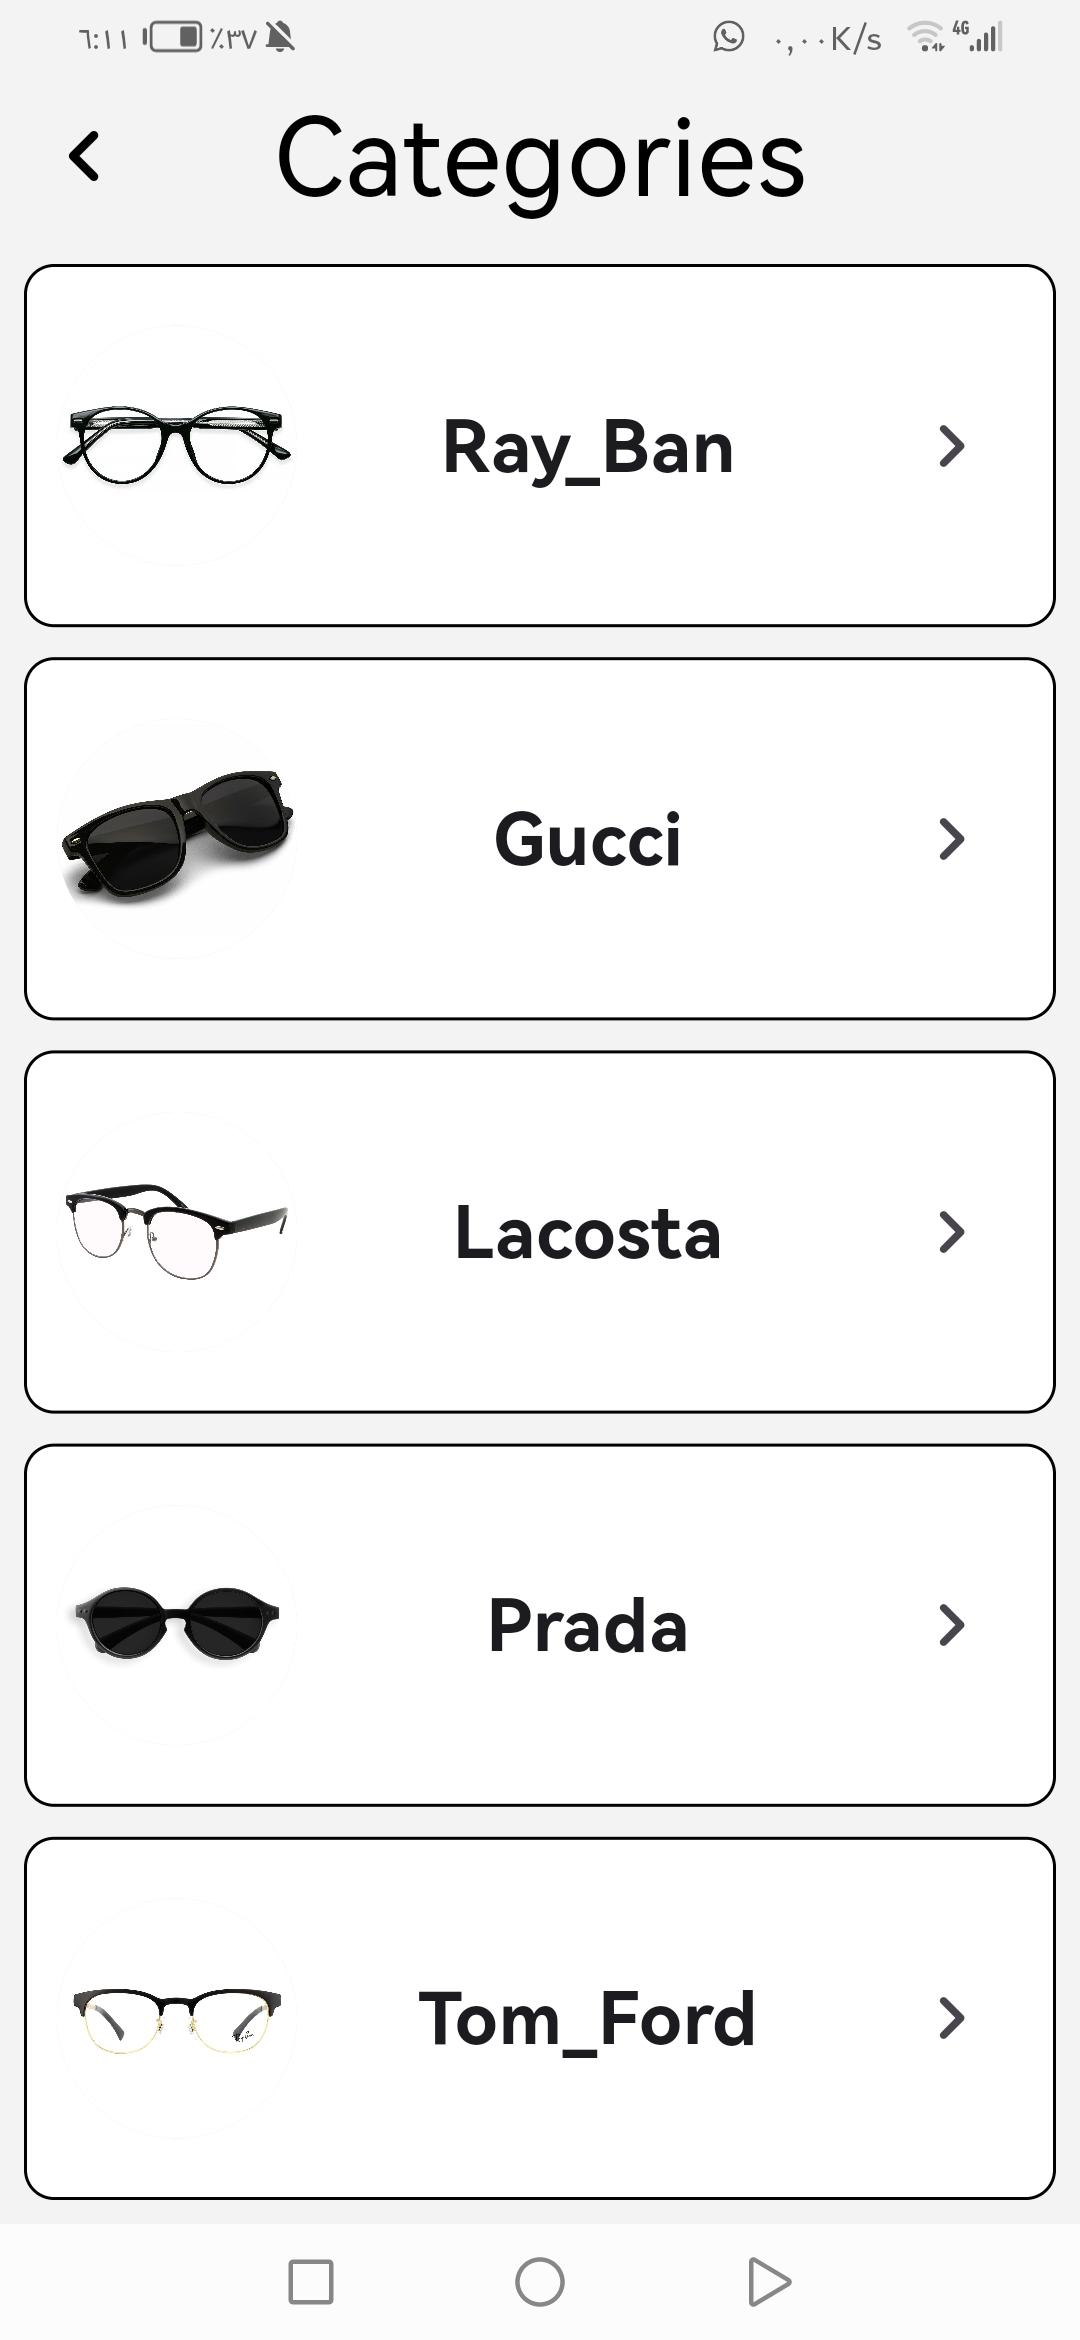 ٦:١١ ٪٣٧ ٠,٠٠K/s 4G
Categories
Ray_Ban
Gucci
Lacosta
Prada
Tom_Ford